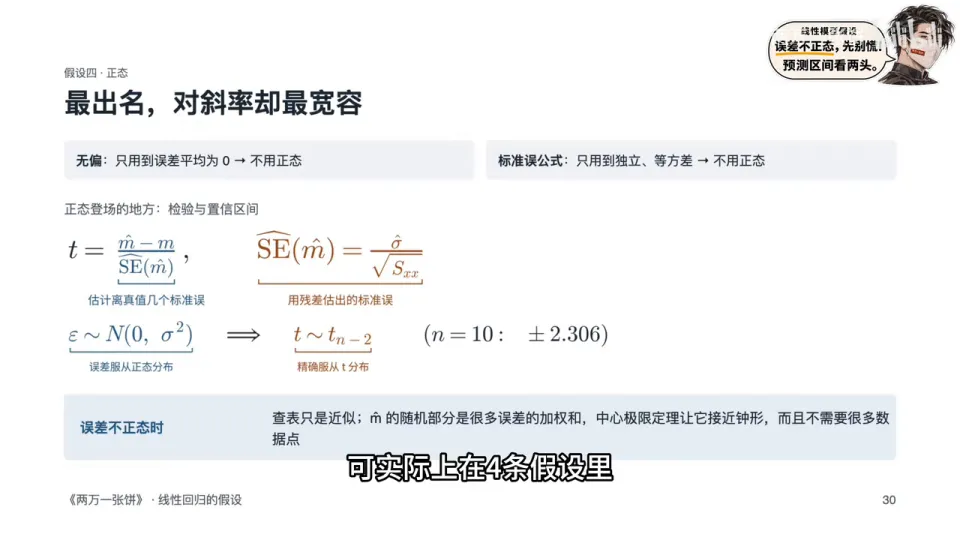 线性模型假设
误差不正态，先别慌．
预测区间看两头。
假设四 · 正态
最出名，对斜率却最宽容
无偏：只用到误差平均为 0 → 不用正态
标准误公式：只用到独立、等方差 → 不用正态
正态登场的地方：检验与置信区间
t = (m̂ − m) / ŜE(m̂) , ŜE(m̂) = σ̂ / √Sxx
估计离真值几个标准误 用残差估出的标准误
ε ~ N(0, σ²) ⟹ t ~ tₙ₋₂ (n = 10 : ± 2.306)
误差服从正态分布 精确服从 t 分布
误差不正态时
查表只是近似；m̂ 的随机部分是很多误差的加权和，中心极限定理让它接近钟形，而且不需要很多数
据点
可实际上在4条假设里
《两万一张饼》 · 线性回归的假设
30